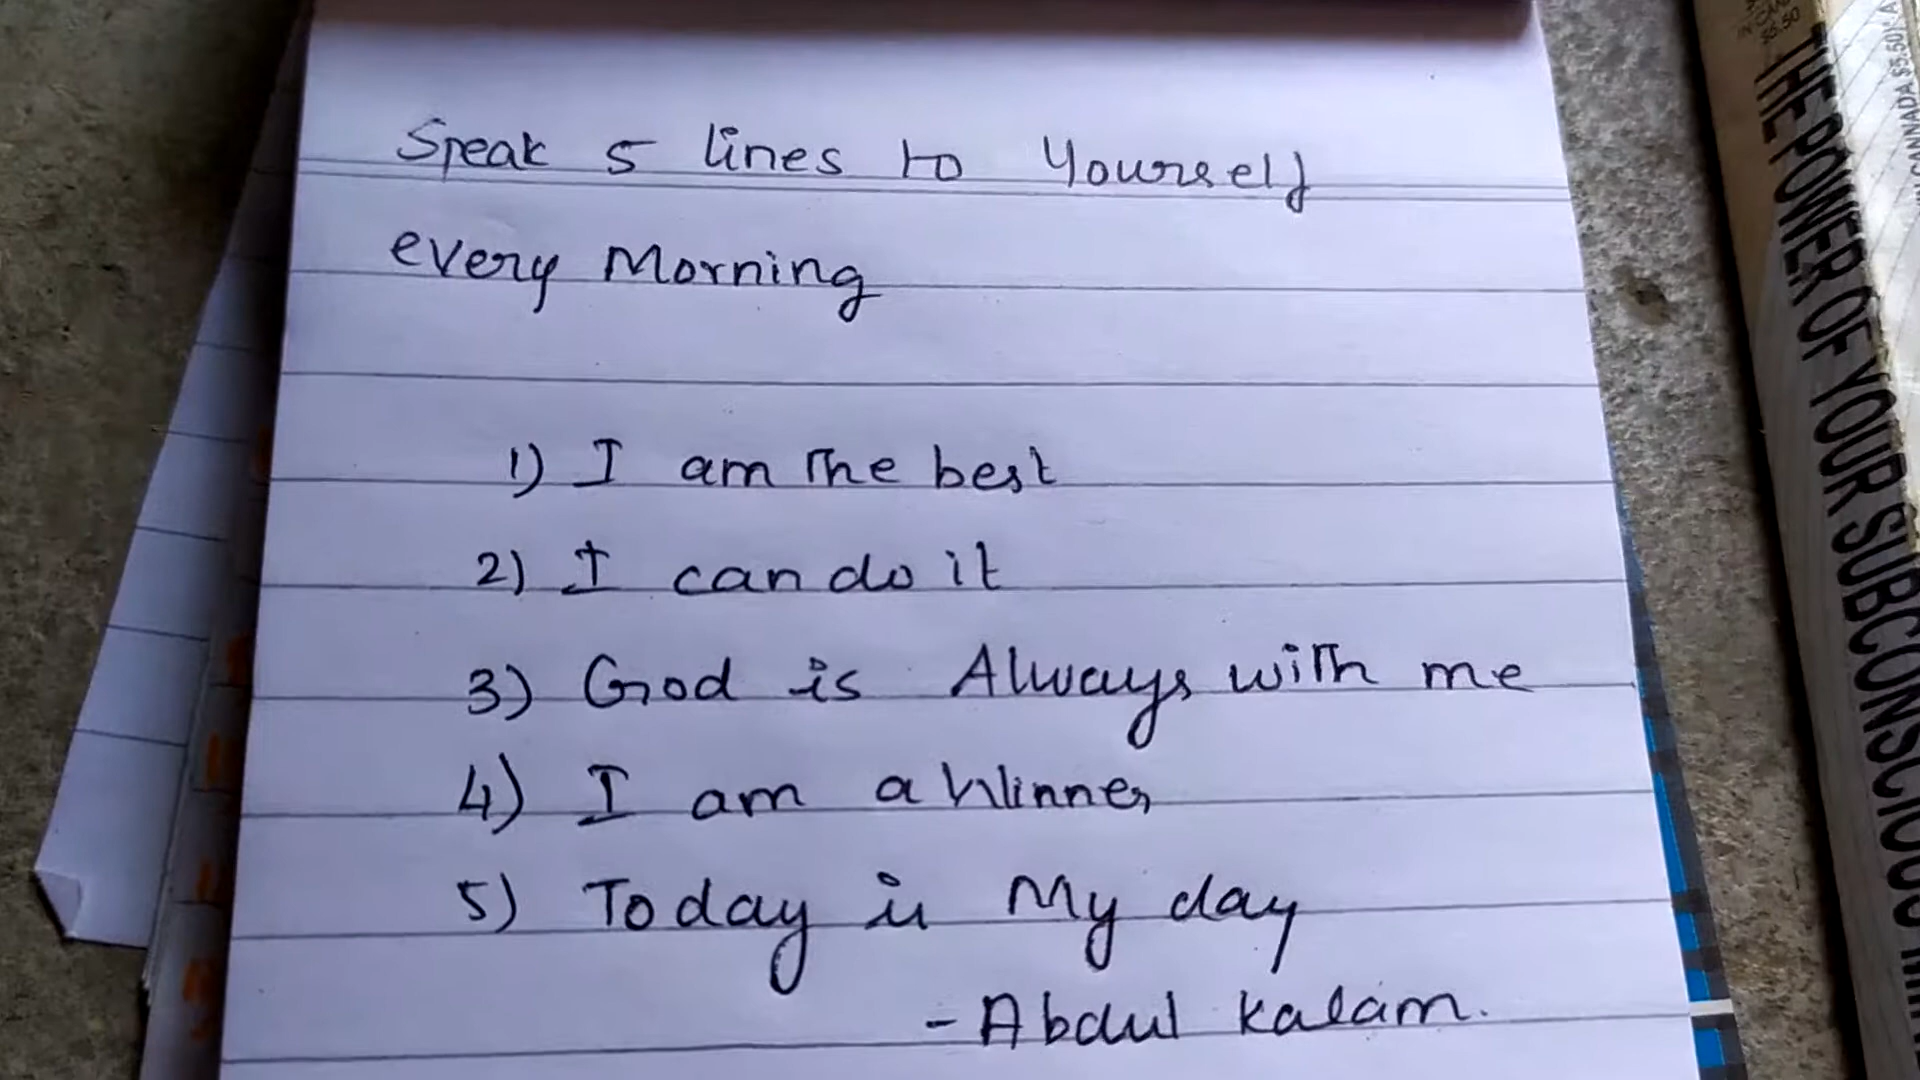 Speak 5 lines to Yourself
every Morning
1) I am The best
2) I can do it
3) God is Always with me
4) I am a Winner
5) Today is My day
- Abdul Kalam.
THE POWER OF YOUR SUBCONSCIOUS
IN CANADA $5.50